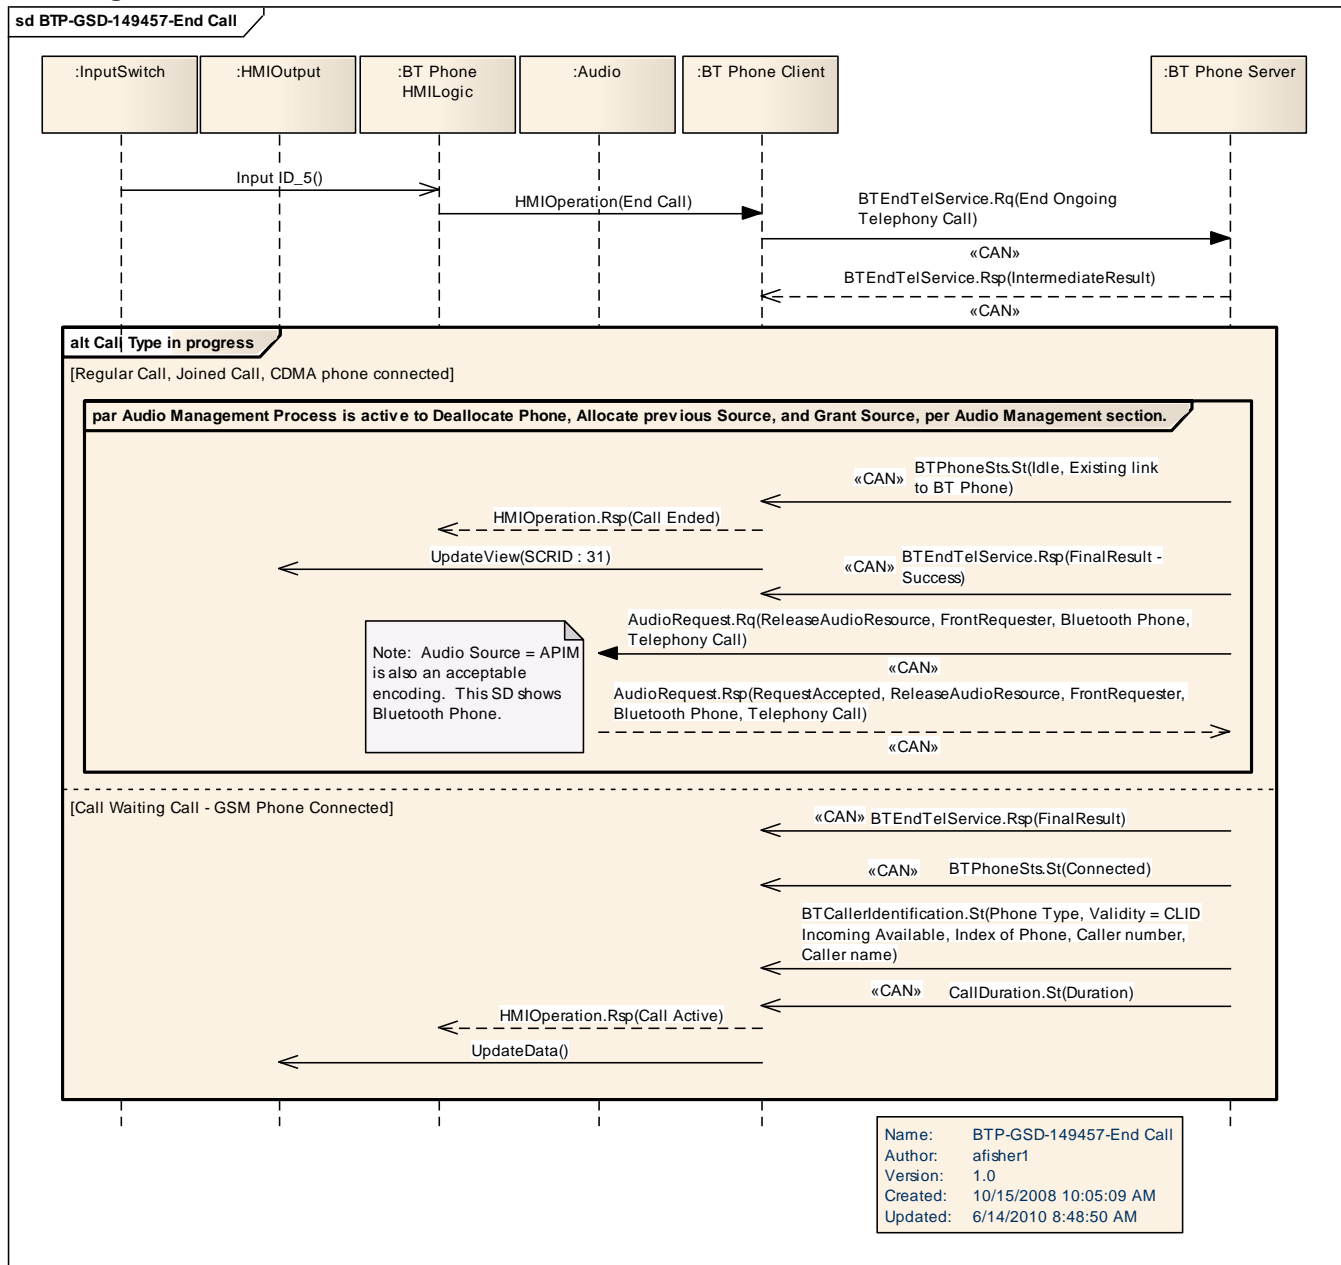 sd BTP-GSD-149457-End Call
:InputSwitch
:HMIOutput
:BT Phone
HMILogic
:Audio
:BT Phone Client
:BT Phone Server
Input ID_5()
HMIOperation(End Call)
BTEndTelService.Rq(End Ongoing
Telephony Call)
«CAN»
BTEndTelService.Rsp(IntermediateResult)
«CAN»
alt Call Type in progress
[Regular Call, Joined Call, CDMA phone connected]
par Audio Management Process is active to Deallocate Phone, Allocate previous Source, and Grant Source, per Audio Management section.
«CAN»
BTPhoneSts.St(Idle, Existing link
to BT Phone)
HMIOperation.Rsp(Call Ended)
UpdateView(SCRID : 31)
«CAN»
BTEndTelService.Rsp(FinalResult -
Success)
AudioRequest.Rq(ReleaseAudioResource, FrontRequester, Bluetooth Phone,
Telephony Call)
«CAN»
Note:  Audio Source = APIM
is also an acceptable
encoding.  This SD shows
Bluetooth Phone.
AudioRequest.Rsp(RequestAccepted, ReleaseAudioResource, FrontRequester,
Bluetooth Phone, Telephony Call)
«CAN»
[Call Waiting Call - GSM Phone Connected]
«CAN» BTEndTelService.Rsp(FinalResult)
«CAN» BTPhoneSts.St(Connected)
BTCallerIdentification.St(Phone Type, Validity = CLID
Incoming Available, Index of Phone, Caller number,
Caller name)
«CAN» CallDuration.St(Duration)
HMIOperation.Rsp(Call Active)
UpdateData()
Name: BTP-GSD-149457-End Call
Author: afisher1
Version: 1.0
Created: 10/15/2008 10:05:09 AM
Updated: 6/14/2010 8:48:50 AM